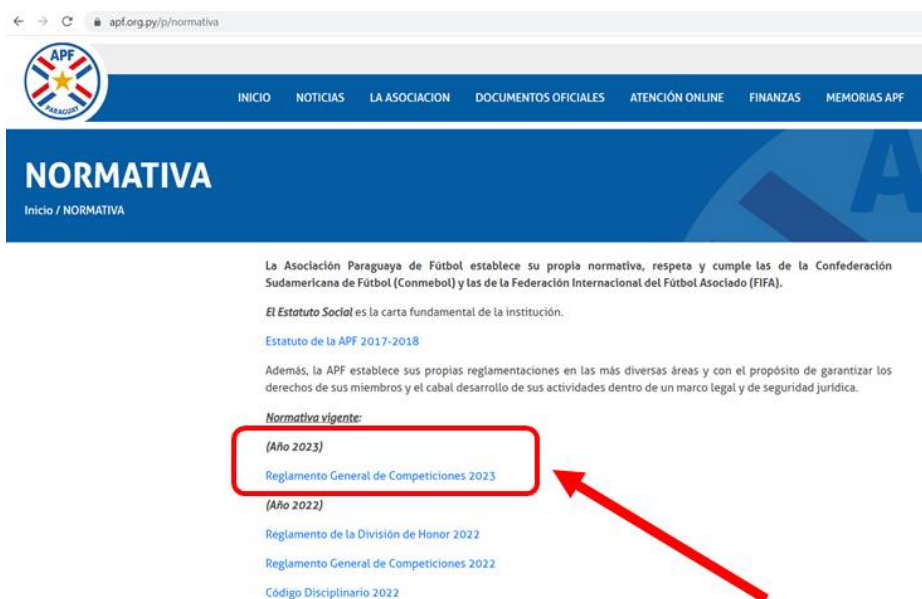 apf.org.py/p/normativa
APF
PARAGUAY
INICIO NOTICIAS LA ASOCIACION DOCUMENTOS OFICIALES ATENCIÓN ONLINE FINANZAS MEMORIAS APF
NORMATIVA
Inicio / NORMATIVA
La Asociación Paraguaya de Fútbol establece su propia normativa, respeta y cumple las de la Confederación
Sudamericana de Fútbol (Conmebol) y las de la Federación Internacional del Fútbol Asociado (FIFA).
El Estatuto Social es la carta fundamental de la institución.
Estatuto de la APF 2017-2018
Además, la APF establece sus propias reglamentaciones en las más diversas áreas y con el propósito de garantizar los
derechos de sus miembros y el cabal desarrollo de sus actividades dentro de un marco legal y de seguridad jurídica.
Normativa vigente:
(Año 2023)
Reglamento General de Competiciones 2023
(Año 2022)
Reglamento de la División de Honor 2022
Reglamento General de Competiciones 2022
Código Disciplinario 2022